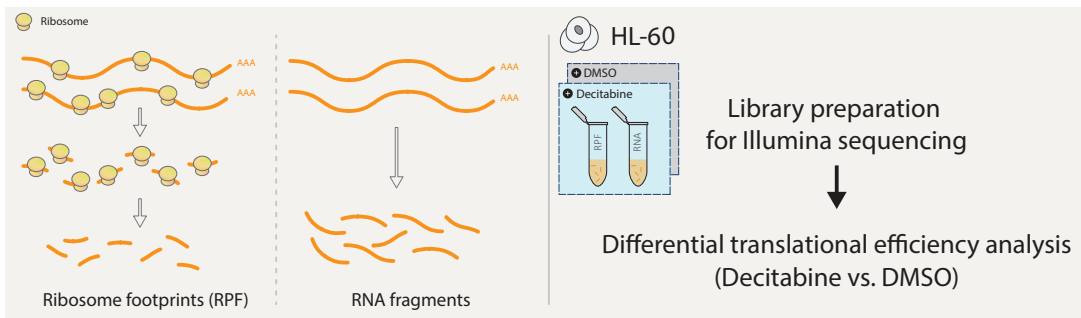 Ribosome
AAA
AAA
Ribosome footprints (RPF)
AAA
AAA
RNA fragments
HL-60
+ DMSO
+ Decitabine
RPF
RNA
Library preparation
for Illumina sequencing
Differential translational efficiency analysis
(Decitabine vs. DMSO)